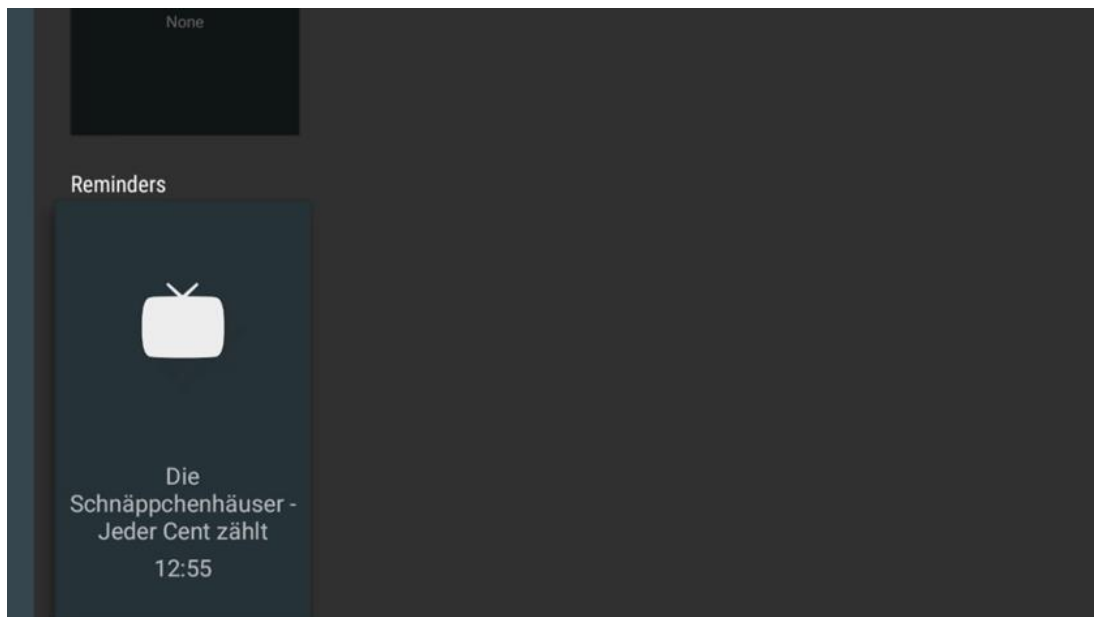 None
Reminders
Die
Schnäppchenhäuser -
Jeder Cent zählt
12:55